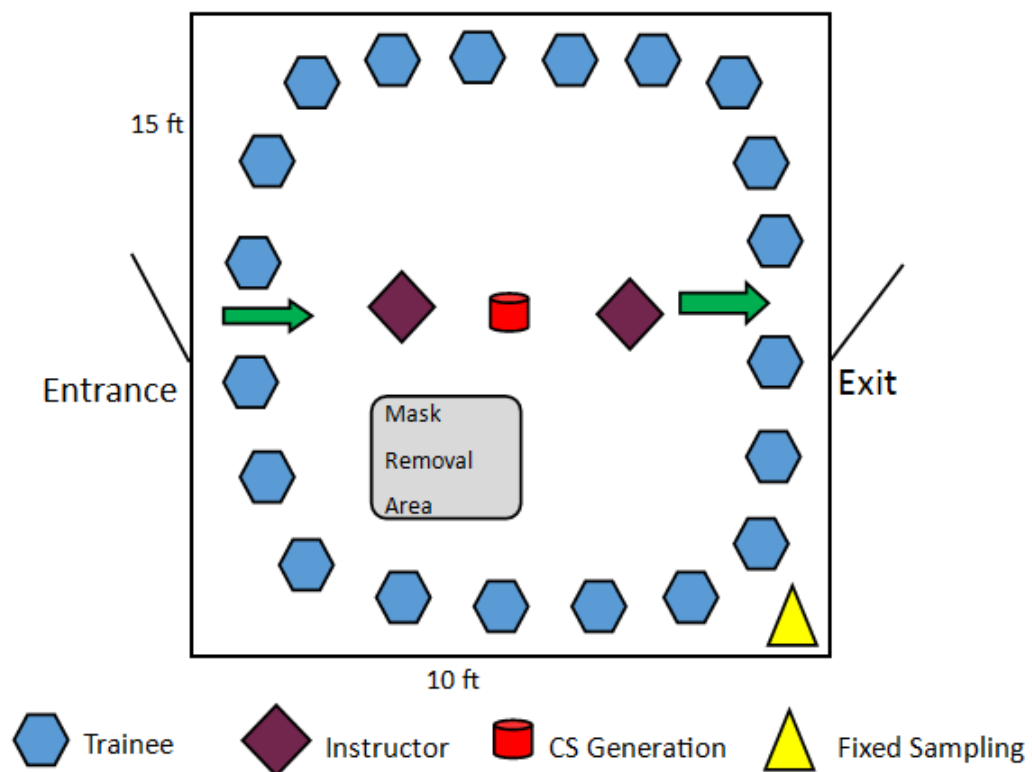 15 ft
Entrance
Exit
Mask
Removal
Area
10 ft
Trainee
Instructor
CS Generation
Fixed Sampling